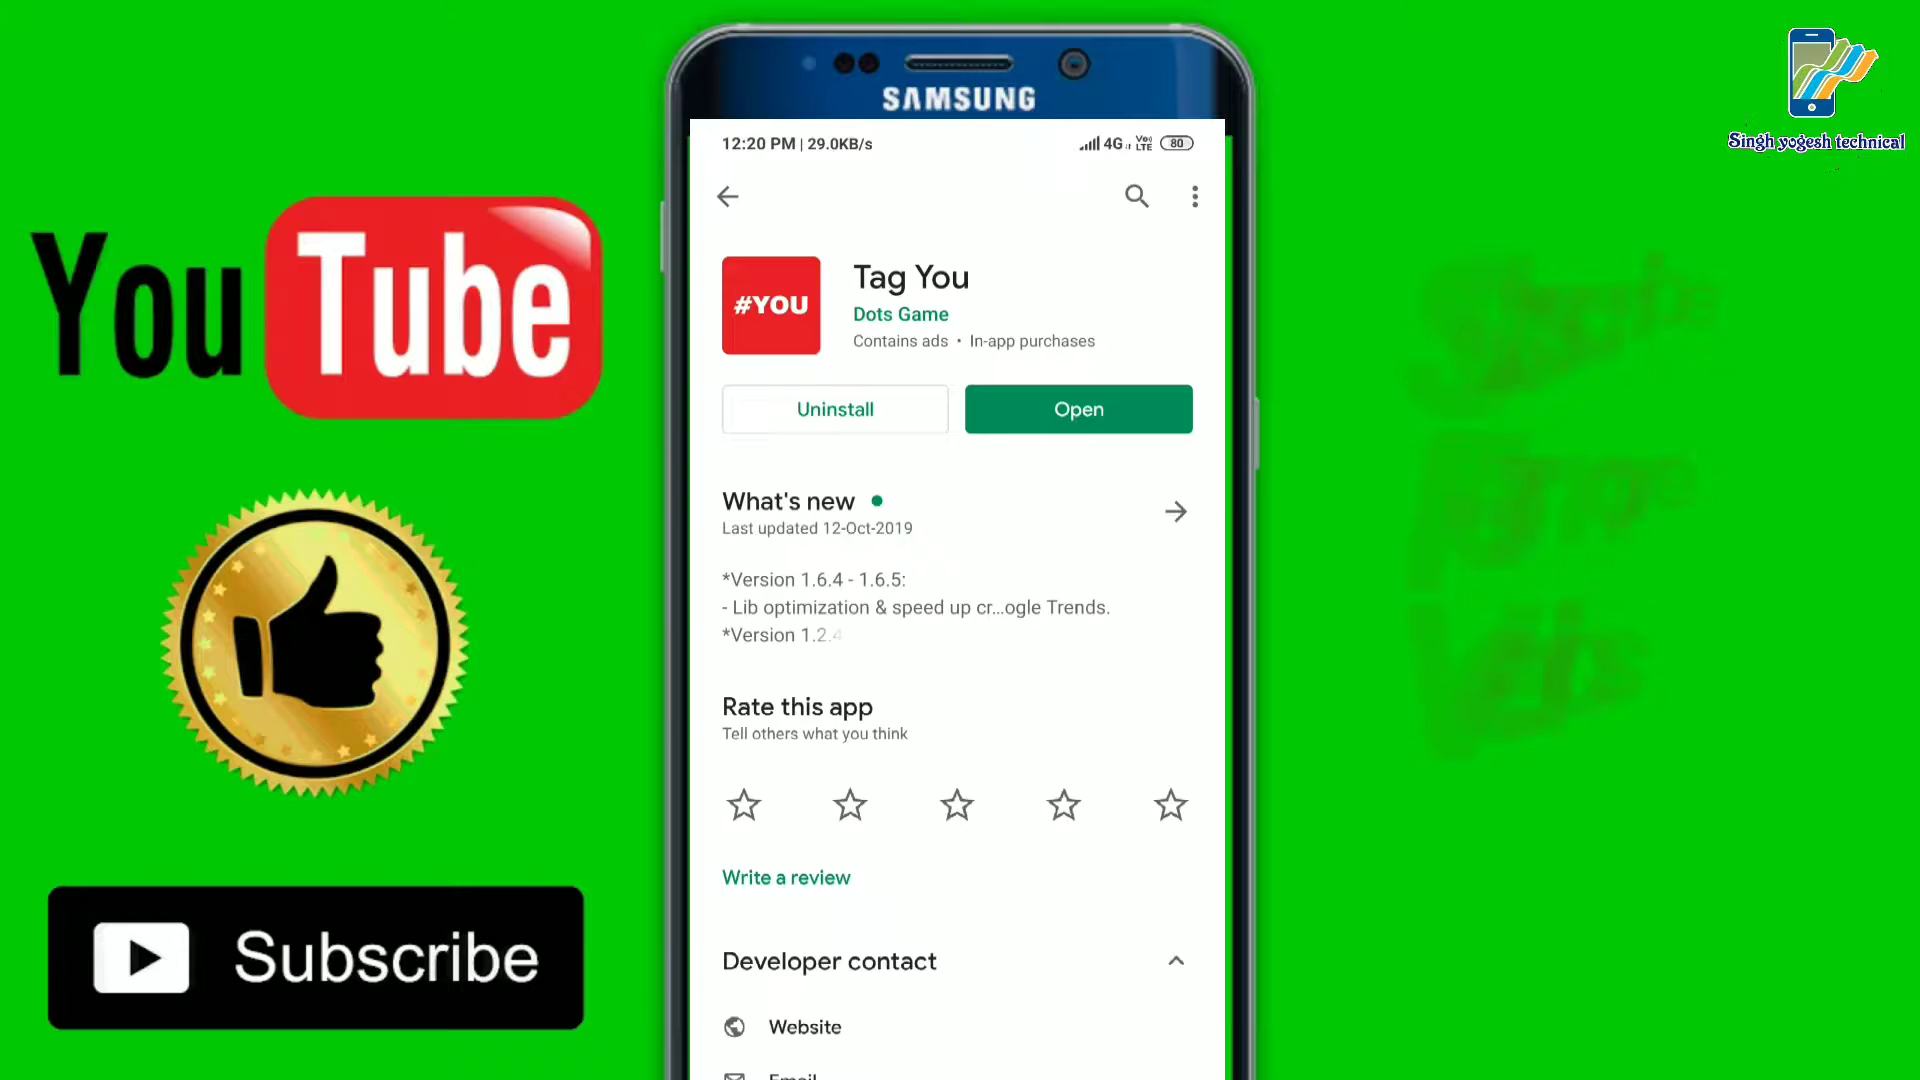 SAMSUNG
Singh yogesh technical
12:20 PM | 29.0KB/s
4G VoLTE 80
YouTube
#YOU
Tag You
Dots Game
Contains ads • In-app purchases
Uninstall
Open
What's new
Last updated 12-Oct-2019
*Version 1.6.4 - 1.6.5:
- Lib optimization & speed up cr...ogle Trends.
*Version 1.2.4
Rate this app
Tell others what you think
Write a review
Subscribe
Developer contact
Website
Email